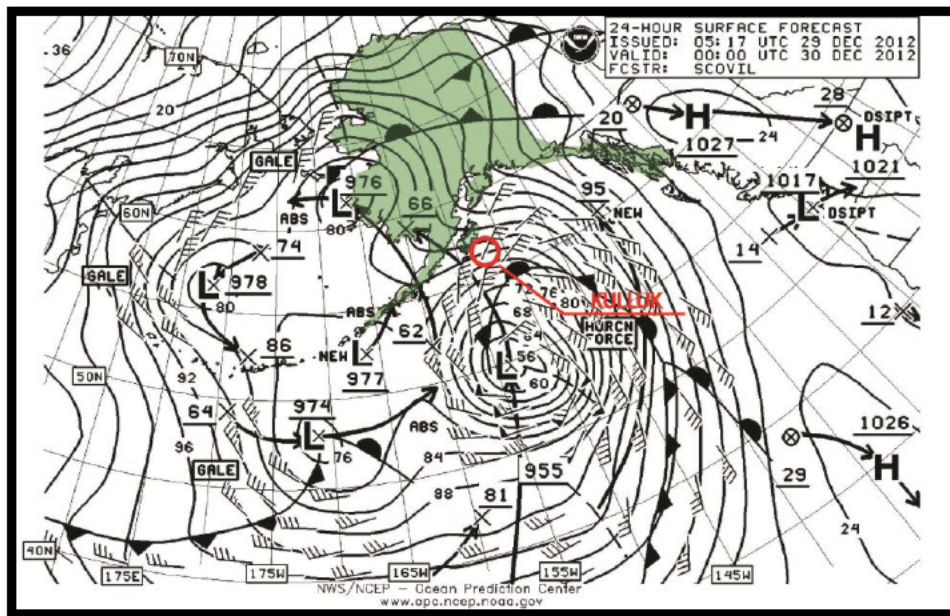 24-HOUR SURFACE FORECAST
ISSUED: 05:17 UTC 29 DEC 2012
VALID: 00:00 UTC 30 DEC 2012
FCSTR: SCOVIL
36
70N
20
28
DSIPT
H
20
H
1027
24
1021
GALE
976
L
95
NEW
1017
L
DSIPT
60N
ABS
80
66
74
14
GALE
L
978
80
76
80
KULLUK
68
HURCN
FORCE
12
ABS
62
64
86
NEW
L
977
L
56
60
50N
92
64
974
L
ABS
1026
96
76
GALE
84
955
H
88
81
29
24
40N
175E
175W
165W
155W
145W
NWS/NCEP – Ocean Prediction Center
www.opc.ncep.noaa.gov